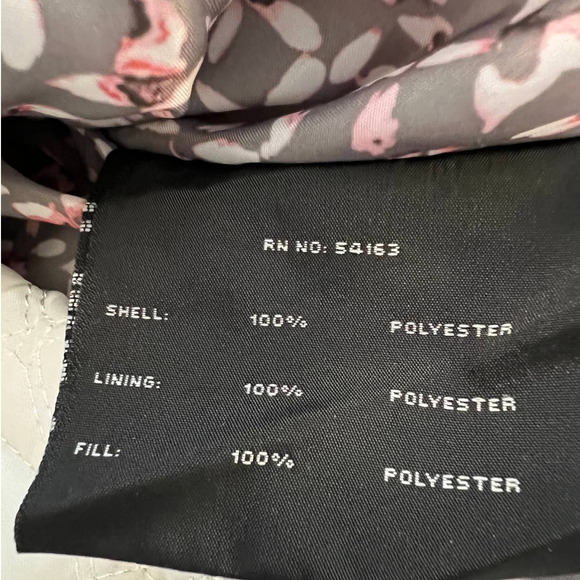 RN NO: 54163
SHELL: 100% POLYESTER
LINING: 100% POLYESTER
FILL: 100% POLYESTER